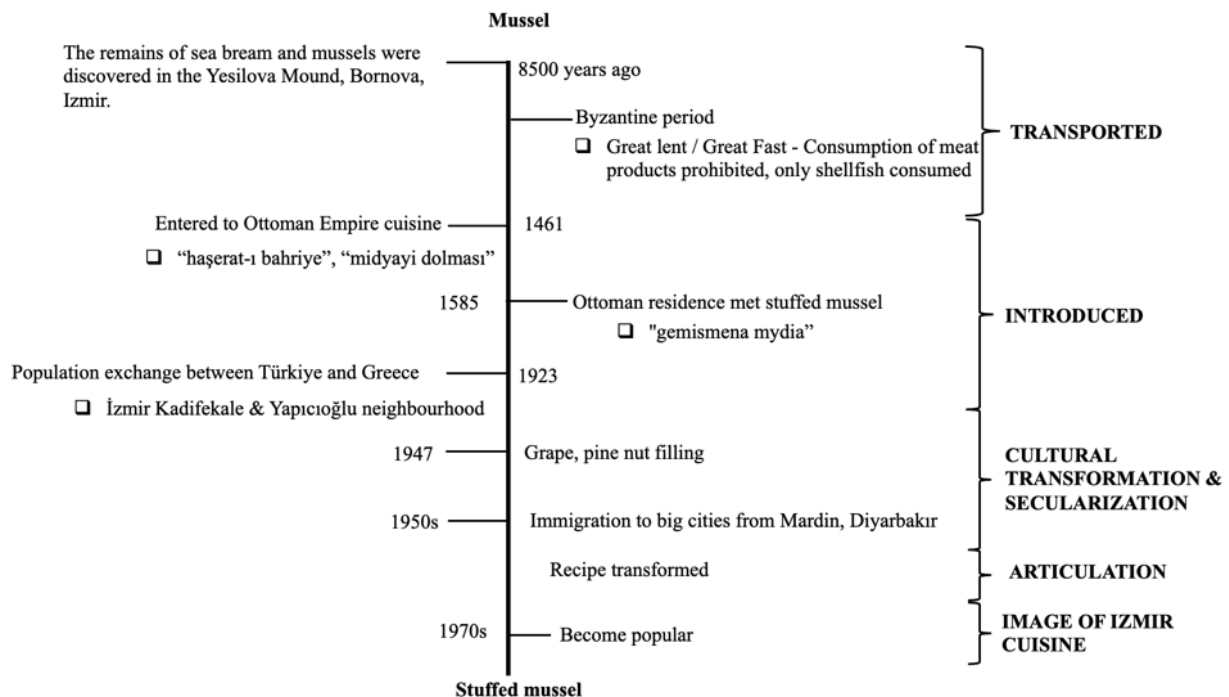 Mussel
The remains of sea bream and mussels were
discovered in the Yesilova Mound, Bornova,
Izmir.
8500 years ago
Byzantine period
❑ Great lent / Great Fast - Consumption of meat
products prohibited, only shellfish consumed
TRANSPORTED
Entered to Ottoman Empire cuisine
1461
❑ “haşerat-ı bahriye”, “midyayi dolması”
1585
Ottoman residence met stuffed mussel
❑ "gemismena mydia”
INTRODUCED
Population exchange between Türkiye and Greece
1923
❑ İzmir Kadifekale & Yapıcıoğlu neighbourhood
1947
Grape, pine nut filling
1950s
Immigration to big cities from Mardin, Diyarbakır
CULTURAL
TRANSFORMATION &
SECULARIZATION
Recipe transformed
ARTICULATION
1970s
Become popular
IMAGE OF IZMIR
CUISINE
Stuffed mussel